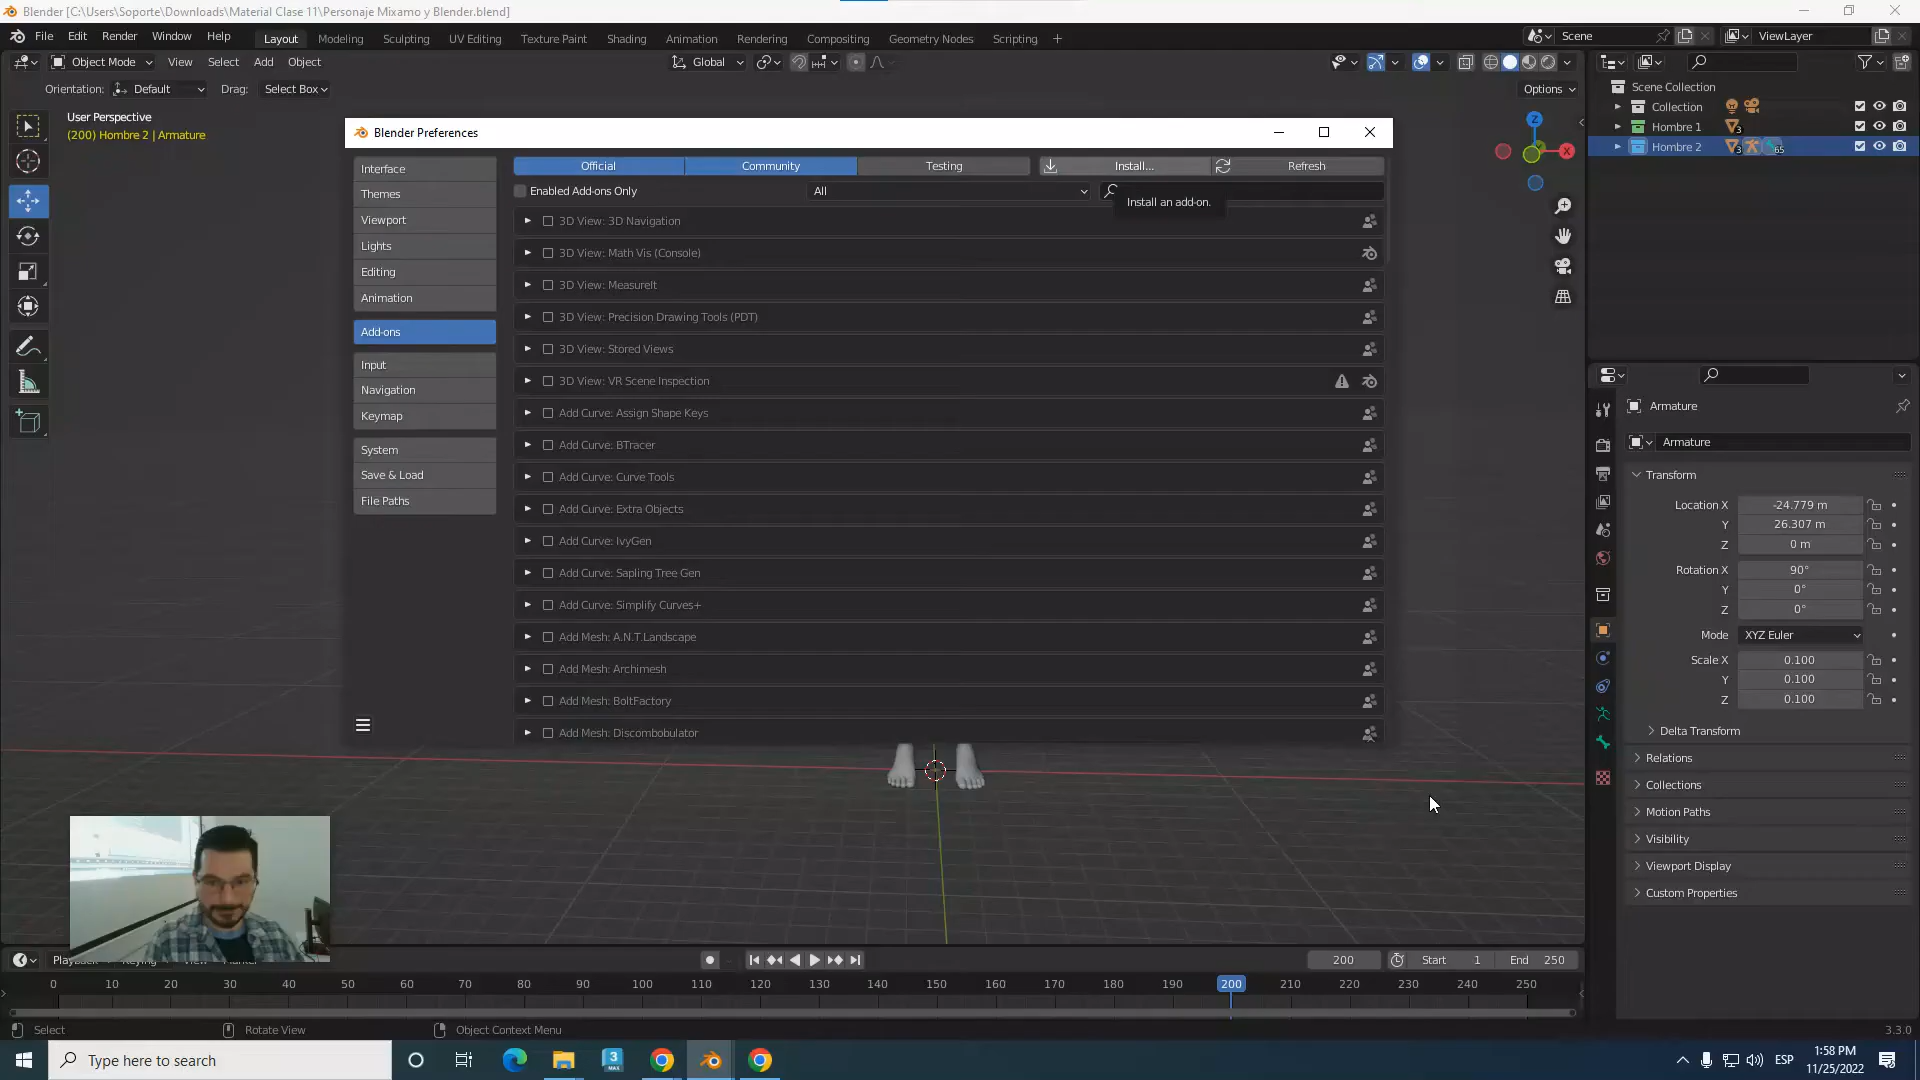 Blender [C:\Users\Soporte\Downloads\Material Clase 11\Personaje Mixamo y Blender.blend]
File Edit Render Window Help Layout Modeling Sculpting UV Editing Texture Paint Shading Animation Rendering Compositing Geometry Nodes Scripting + Scene ViewLayer
Object Mode View Select Add Object Global
Orientation: Default Drag: Select Box Options
User Perspective
(200) Hombre 2 | Armature
Z
X
Scene Collection
Collection
Hombre 1 3
Hombre 2 3 65
Blender Preferences
Interface
Themes
Viewport
Lights
Editing
Animation
Add-ons
Input
Navigation
Keymap
System
Save & Load
File Paths
Official Community Testing Install... Refresh
Enabled Add-ons Only All
Install an add-on.
3D View: 3D Navigation
3D View: Math Vis (Console)
3D View: MeasureIt
3D View: Precision Drawing Tools (PDT)
3D View: Stored Views
3D View: VR Scene Inspection
Add Curve: Assign Shape Keys
Add Curve: BTracer
Add Curve: Curve Tools
Add Curve: Extra Objects
Add Curve: IvyGen
Add Curve: Sapling Tree Gen
Add Curve: Simplify Curves+
Add Mesh: A.N.T.Landscape
Add Mesh: Archimesh
Add Mesh: BoltFactory
Add Mesh: Discombobulator
Armature
Armature
Transform
Location X -24.779 m
Y 26.307 m
Z 0 m
Rotation X 90°
Y 0°
Z 0°
Mode XYZ Euler
Scale X 0.100
Y 0.100
Z 0.100
Delta Transform
Relations
Collections
Motion Paths
Visibility
Viewport Display
Custom Properties
200 Start 1 End 250
0 10 20 30 40 50 60 70 80 90 100 110 120 130 140 150 160 170 180 190 200 210 220 230 240 250
Select Rotate View Object Context Menu 3.3.0
Type here to search
3
MAX
ESP
1:58 PM
11/25/2022